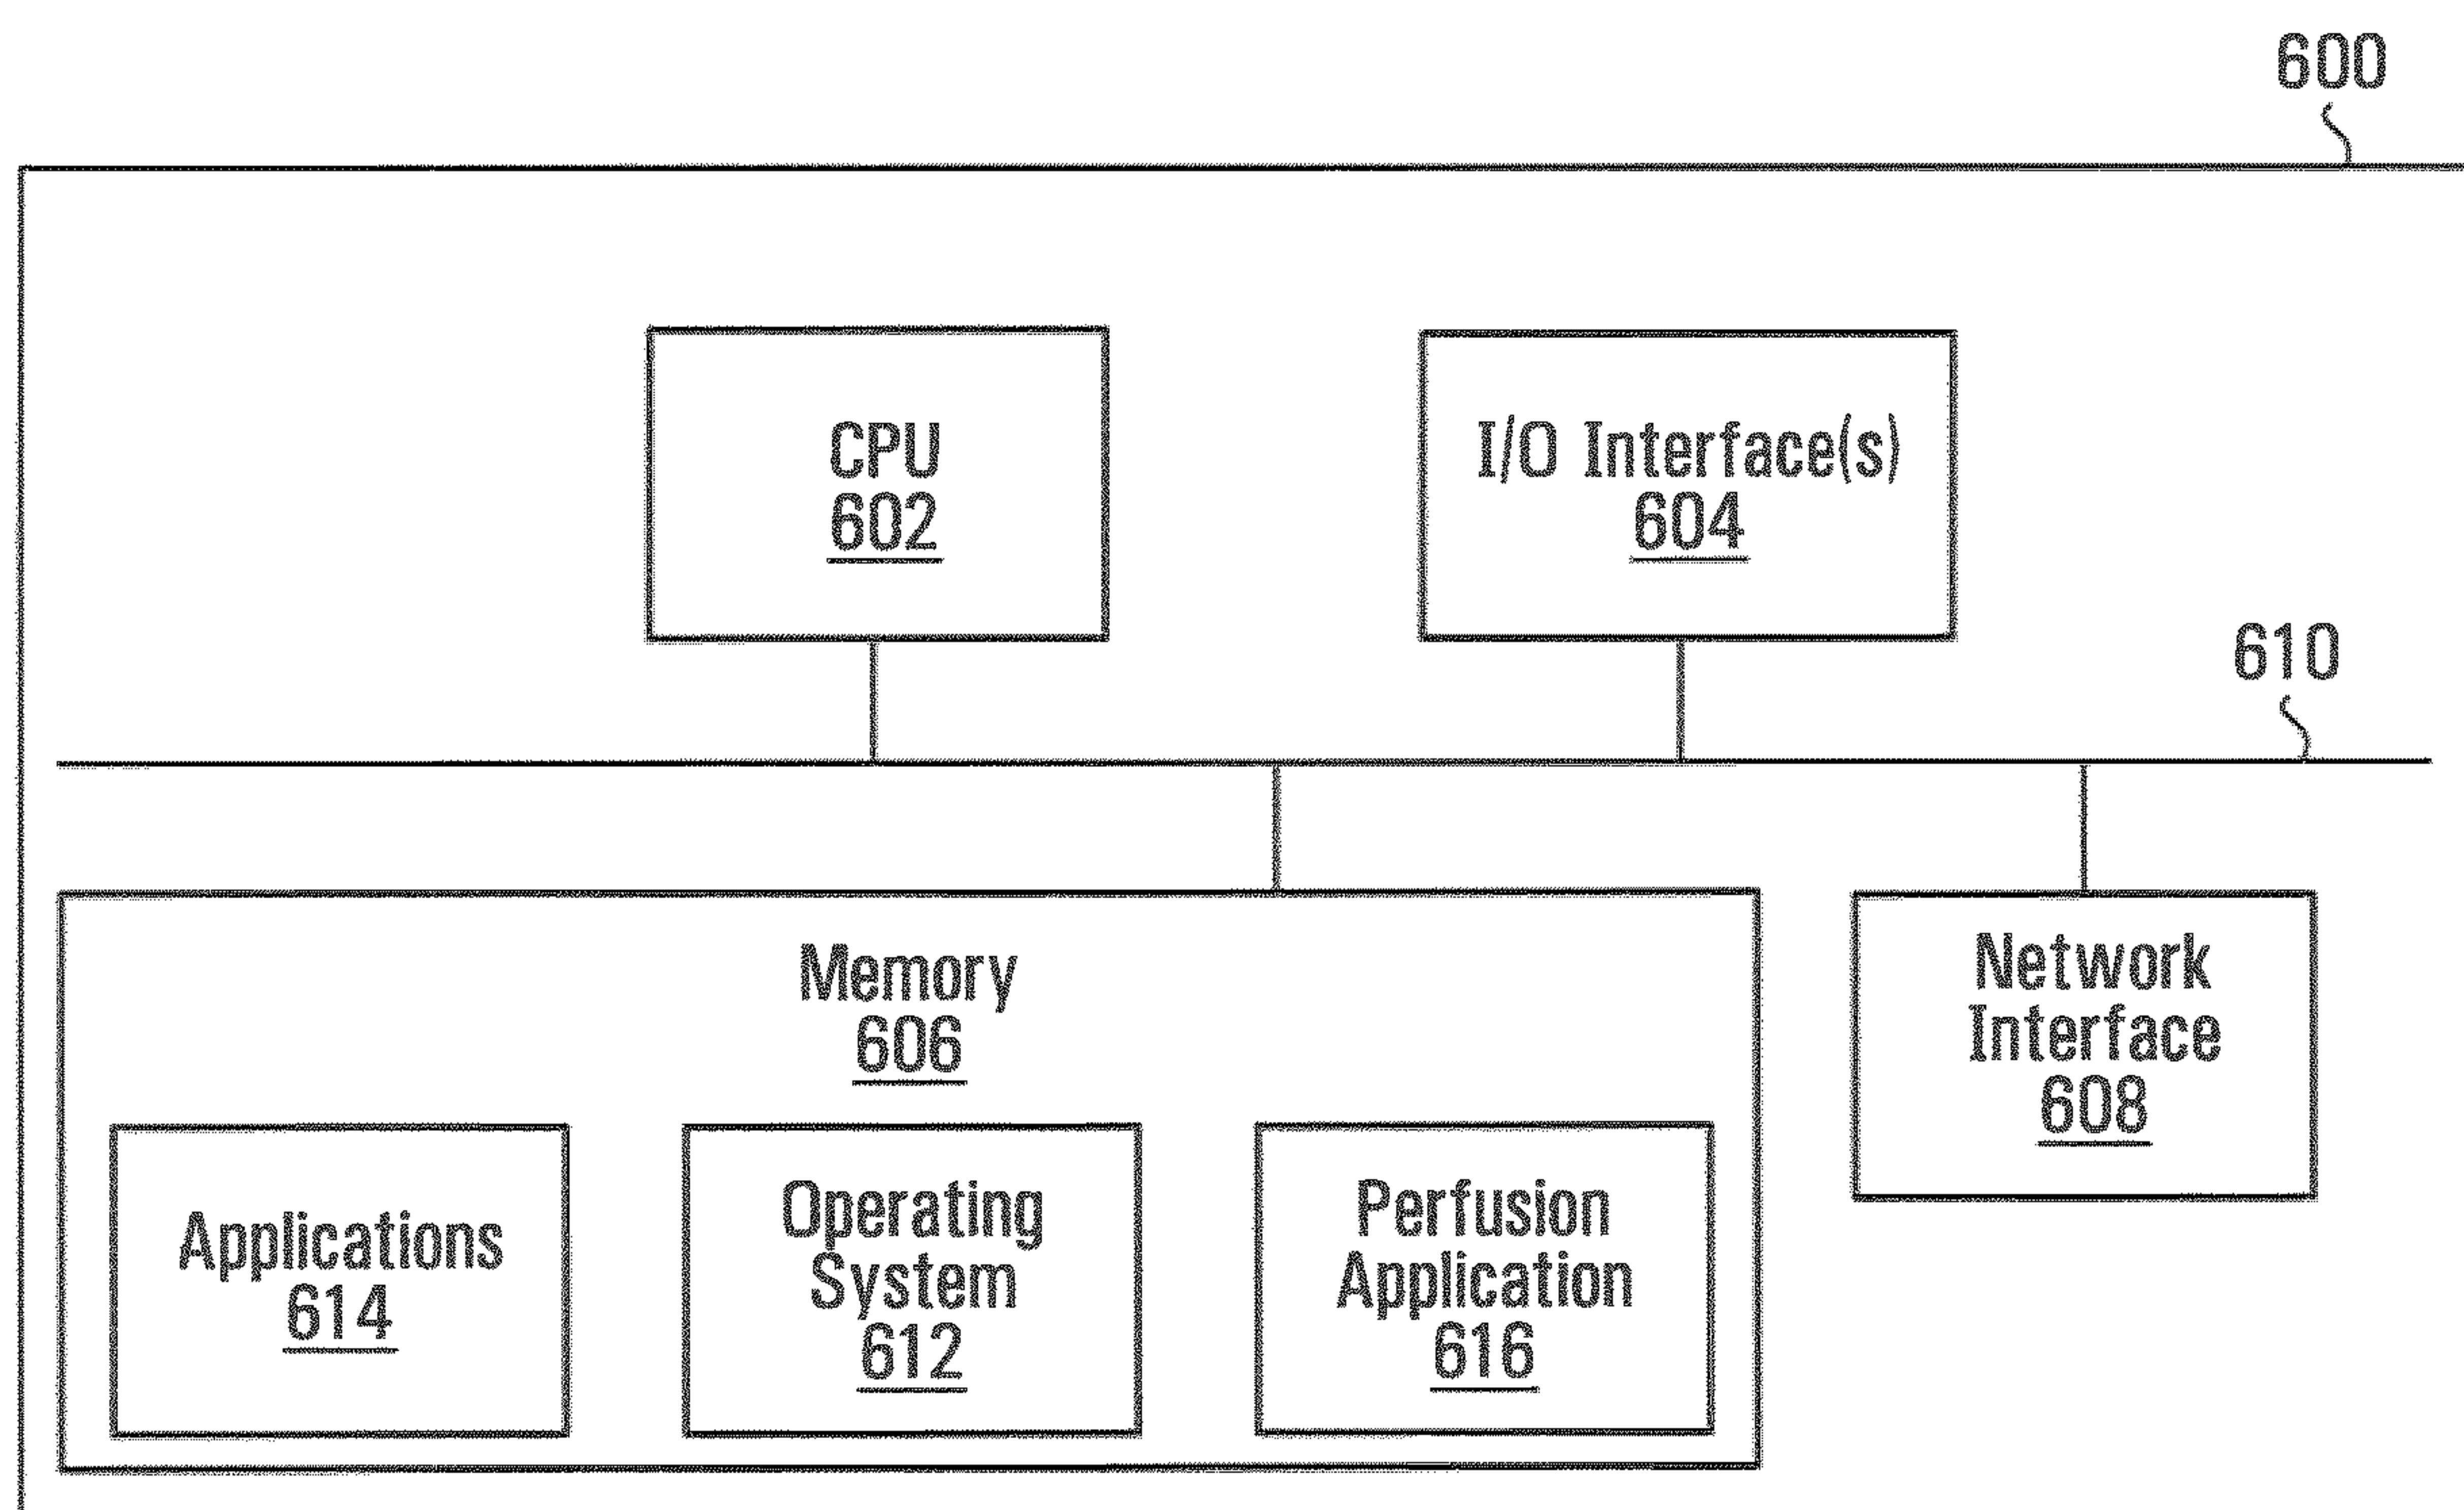 600
CPU
602
I/O Interface(s)
604
610
Memory
606
Network
Interface
608
Applications
614
Operating
System
612
Perfusion
Application
616